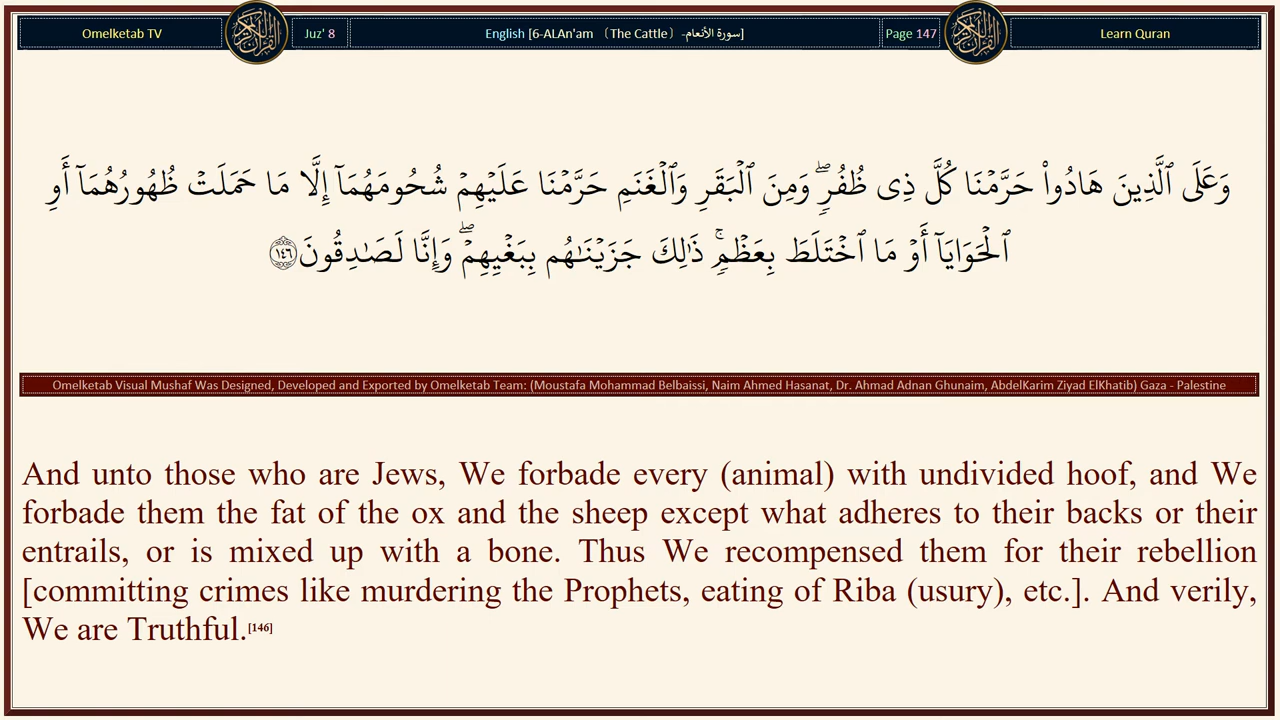 Omelketab TV
Juz' 8
English [6-ALAn'am (The Cattle) -سورة الأنعام]
Page 147
Learn Quran
وَعَلَى ٱلَّذِينَ هَادُوا۟ حَرَّمْنَا كُلَّ ذِى ظُفُرٍۢ ۖ وَمِنَ ٱلْبَقَرِ وَٱلْغَنَمِ حَرَّمْنَا عَلَيْهِمْ شُحُومَهُمَآ إِلَّا مَا حَمَلَتْ ظُهُورُهُمَآ أَوِ
ٱلْحَوَايَآ أَوْ مَا ٱخْتَلَطَ بِعَظْمٍۢ ۚ ذَٰلِكَ جَزَيْنَـٰهُم بِبَغْيِهِمْ ۖ وَإِنَّا لَصَـٰدِقُونَ ١٤٦
Omelketab Visual Mushaf Was Designed, Developed and Exported by Omelketab Team: (Moustafa Mohammad Belbaissi, Naim Ahmed Hasanat, Dr. Ahmad Adnan Ghunaim, AbdelKarim Ziyad ElKhatib) Gaza - Palestine
And unto those who are Jews, We forbade every (animal) with undivided hoof, and We
forbade them the fat of the ox and the sheep except what adheres to their backs or their
entrails, or is mixed up with a bone. Thus We recompensed them for their rebellion
[committing crimes like murdering the Prophets, eating of Riba (usury), etc.]. And verily,
We are Truthful.[146]